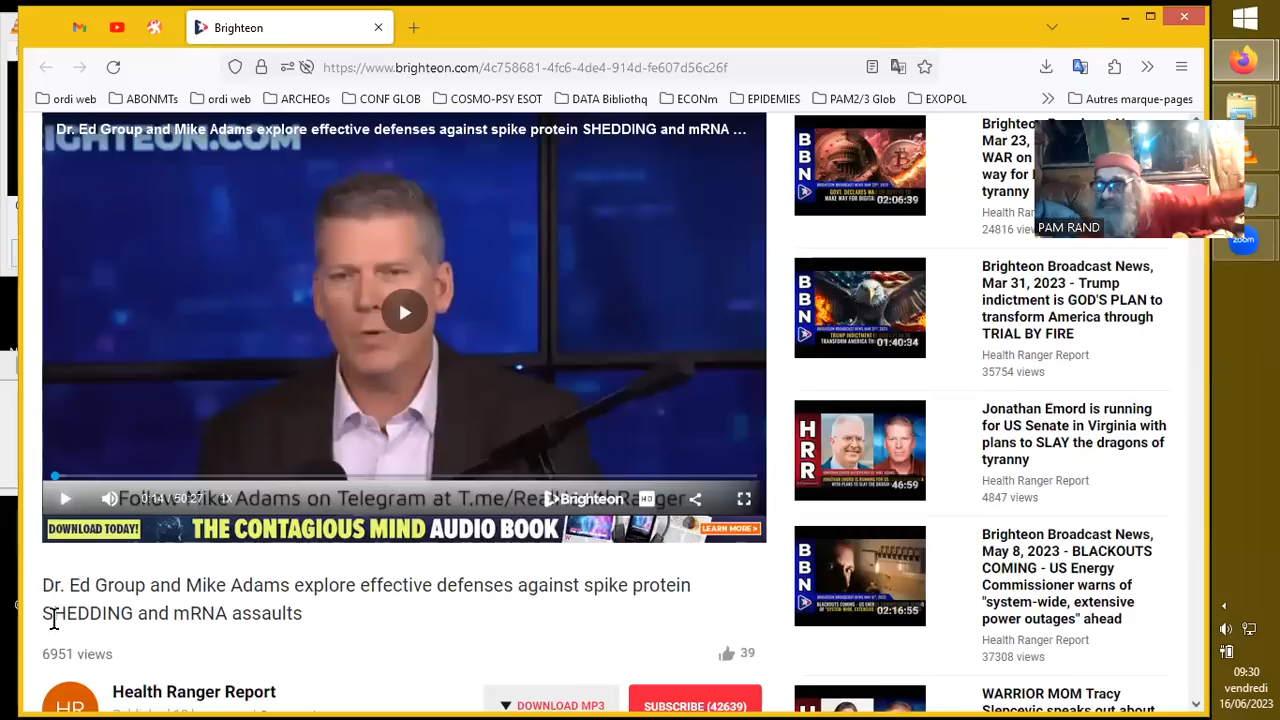 Brighteon
https://www.brighteon.com/4c758681-4fc6-4de4-914d-fe607d56c26f
ordi web
ABONMTs
ordi web
ARCHEOs
CONF GLOB
COSMO-PSY ESO
DATA Bibliothq
ECONm
EPIDEMIES
PAM2/3 Glob
EXOPOL
Autres marque-pages
Dr. Ed Group and Mike Adams explore effective defenses against spike protein SHEDDING and mRNA ...
RIGHTEON.COM
0:14 / 50:27 1X
Follow Mike Adams on Telegram at T.me/RealHealthRanger
Brighteon
HD
DOWNLOAD TODAY!
THE CONTAGIOUS MIND AUDIO BOOK
LEARN MORE>
Dr. Ed Group and Mike Adams explore effective defenses against spike protein
SHEDDING and mRNA assaults
6951 views
39
HR
Health Ranger Report
DOWNLOAD MP3
SUBSCRIBE (42639)
BBN
02:06:39
Mar 23,
WAR on
way for
tyranny
24816 views
PAM RAND
BBN
01:40:34
Brighteon Broadcast News,
Mar 31, 2023 - Trump
indictment is GOD'S PLAN to
transform America through
TRIAL BY FIRE
Health Ranger Report
35754 views
HRR
46:59
Jonathan Emord is running
for US Senate in Virginia with
plans to SLAY the dragons of
tyranny
Health Ranger Report
4847 views
BBN
02:16:55
Brighteon Broadcast News,
May 8, 2023 - BLACKOUTS
COMING - US Energy
Commissioner warns of
"system-wide, extensive
power outages" ahead
Health Ranger Report
37308 views
WARRIOR MOM Tracy
Slepcevic speaks out about
zoom
09:30
vendredi
16/06/2023